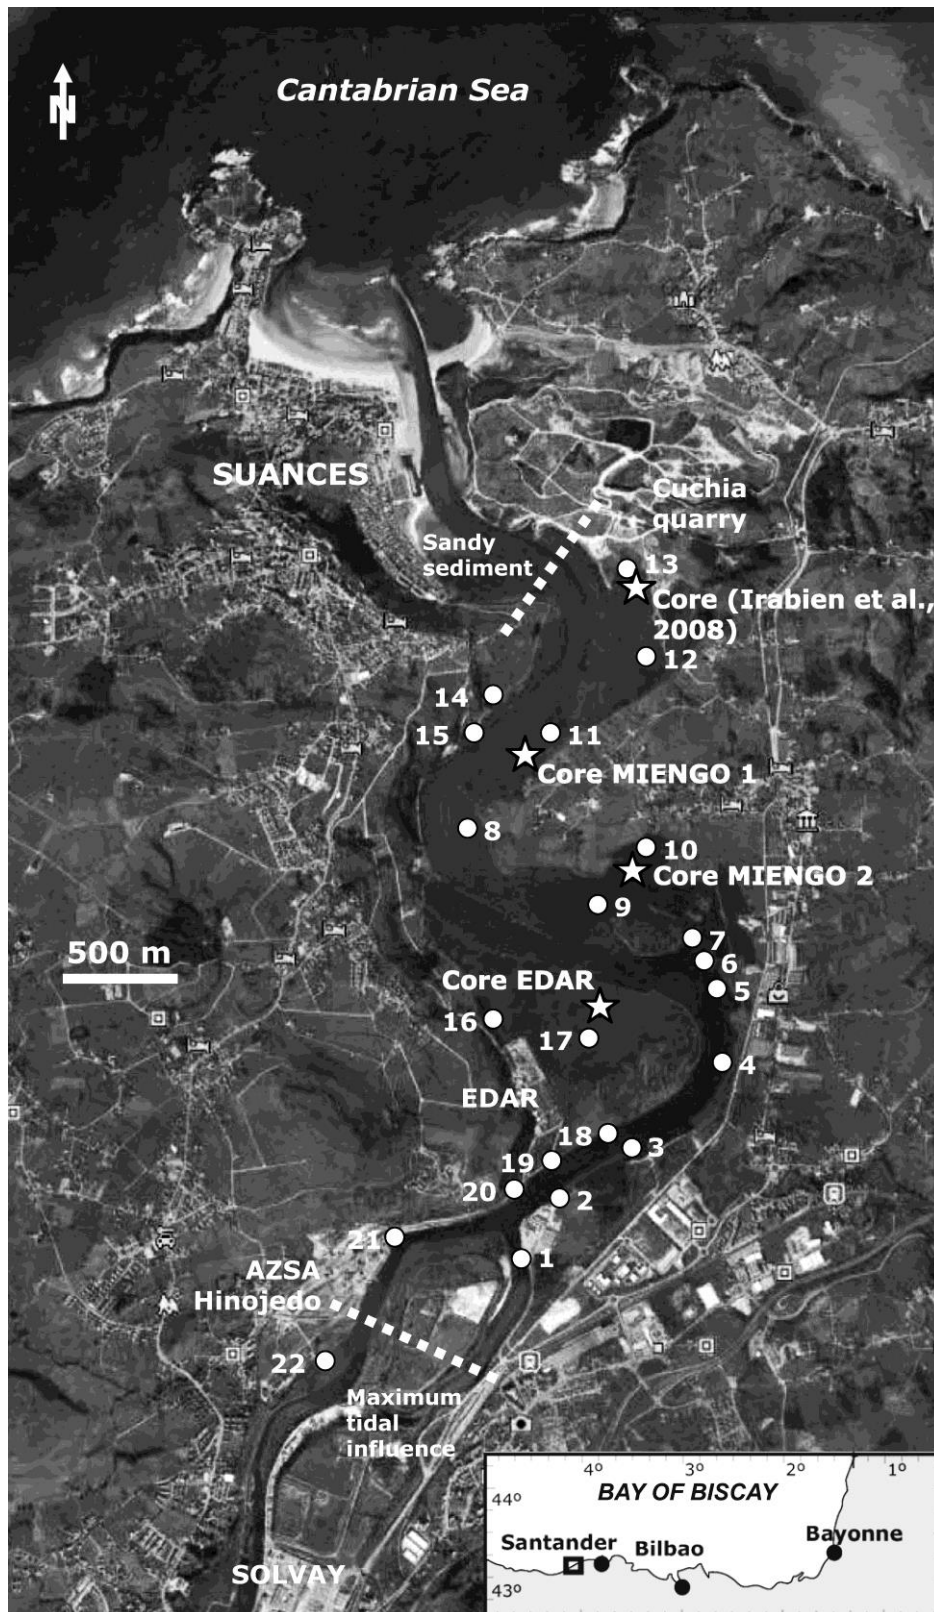 Cantabrian Sea
N
SUANCES
Cuchia
quarry
Sandy
sediment
13
Core (Irabien et al.,
2008)
12
14
15
11
Core MIENGO 1
8
10
Core MIENGO 2
9
7
500 m
6
Core EDAR
5
16
17
4
EDAR
18
3
19
20
2
21
1
AZSA
Hinojedo
22
Maximum
tidal
influence
SOLVAY
4º
3º
2º
1º
44º
BAY OF BISCAY
Santander
Bilbao
Bayonne
43º